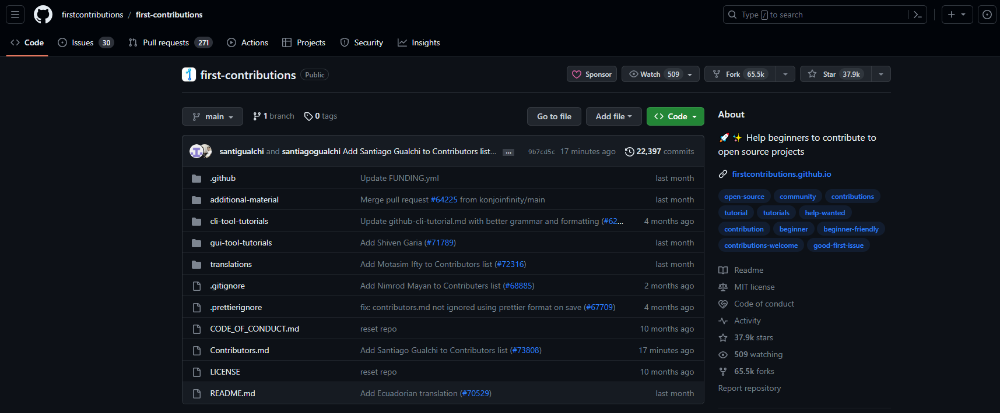 firstcontributions / first-contributions
Type / to search
Code Issues 30 Pull requests 271 Actions Projects Security Insights
first-contributions Public
Sponsor Watch 509 Fork 65.5k Star 37.9k
main 1 branch 0 tags Go to file Add file Code
santigualchi and santiagogualchi Add Santiago Gualchi to Contributors list… ... 9b7cd5c 17 minutes ago 22,397 commits
.github Update FUNDING.yml last month
additional-material Merge pull request #64225 from konjoinfinity/main last month
cli-tool-tutorials Update github-cli-tutorial.md with better grammar and formatting (#62... 4 months ago
gui-tool-tutorials Add Shiven Garia (#71789) last month
translations Add Motasim Ifty to Contributors list (#72316) last month
.gitignore Add Nimrod Mayan to Contributers list (#68885) 2 months ago
.prettierignore fix: contributors.md not ignored using prettier format on save (#67709) 4 months ago
CODE_OF_CONDUCT.md reset repo 10 months ago
Contributors.md Add Santiago Gualchi to Contributors list (#73808) 17 minutes ago
LICENSE reset repo 10 months ago
README.md Add Ecuadorian translation (#70529) last month
About
🚀 ✨ Help beginners to contribute to
open source projects
firstcontributions.github.io
open-source community contributions
tutorial tutorials help-wanted
contribution beginner beginner-friendly
contributions-welcome good-first-issue
Readme
MIT license
Code of conduct
Activity
37.9k stars
509 watching
65.5k forks
Report repository